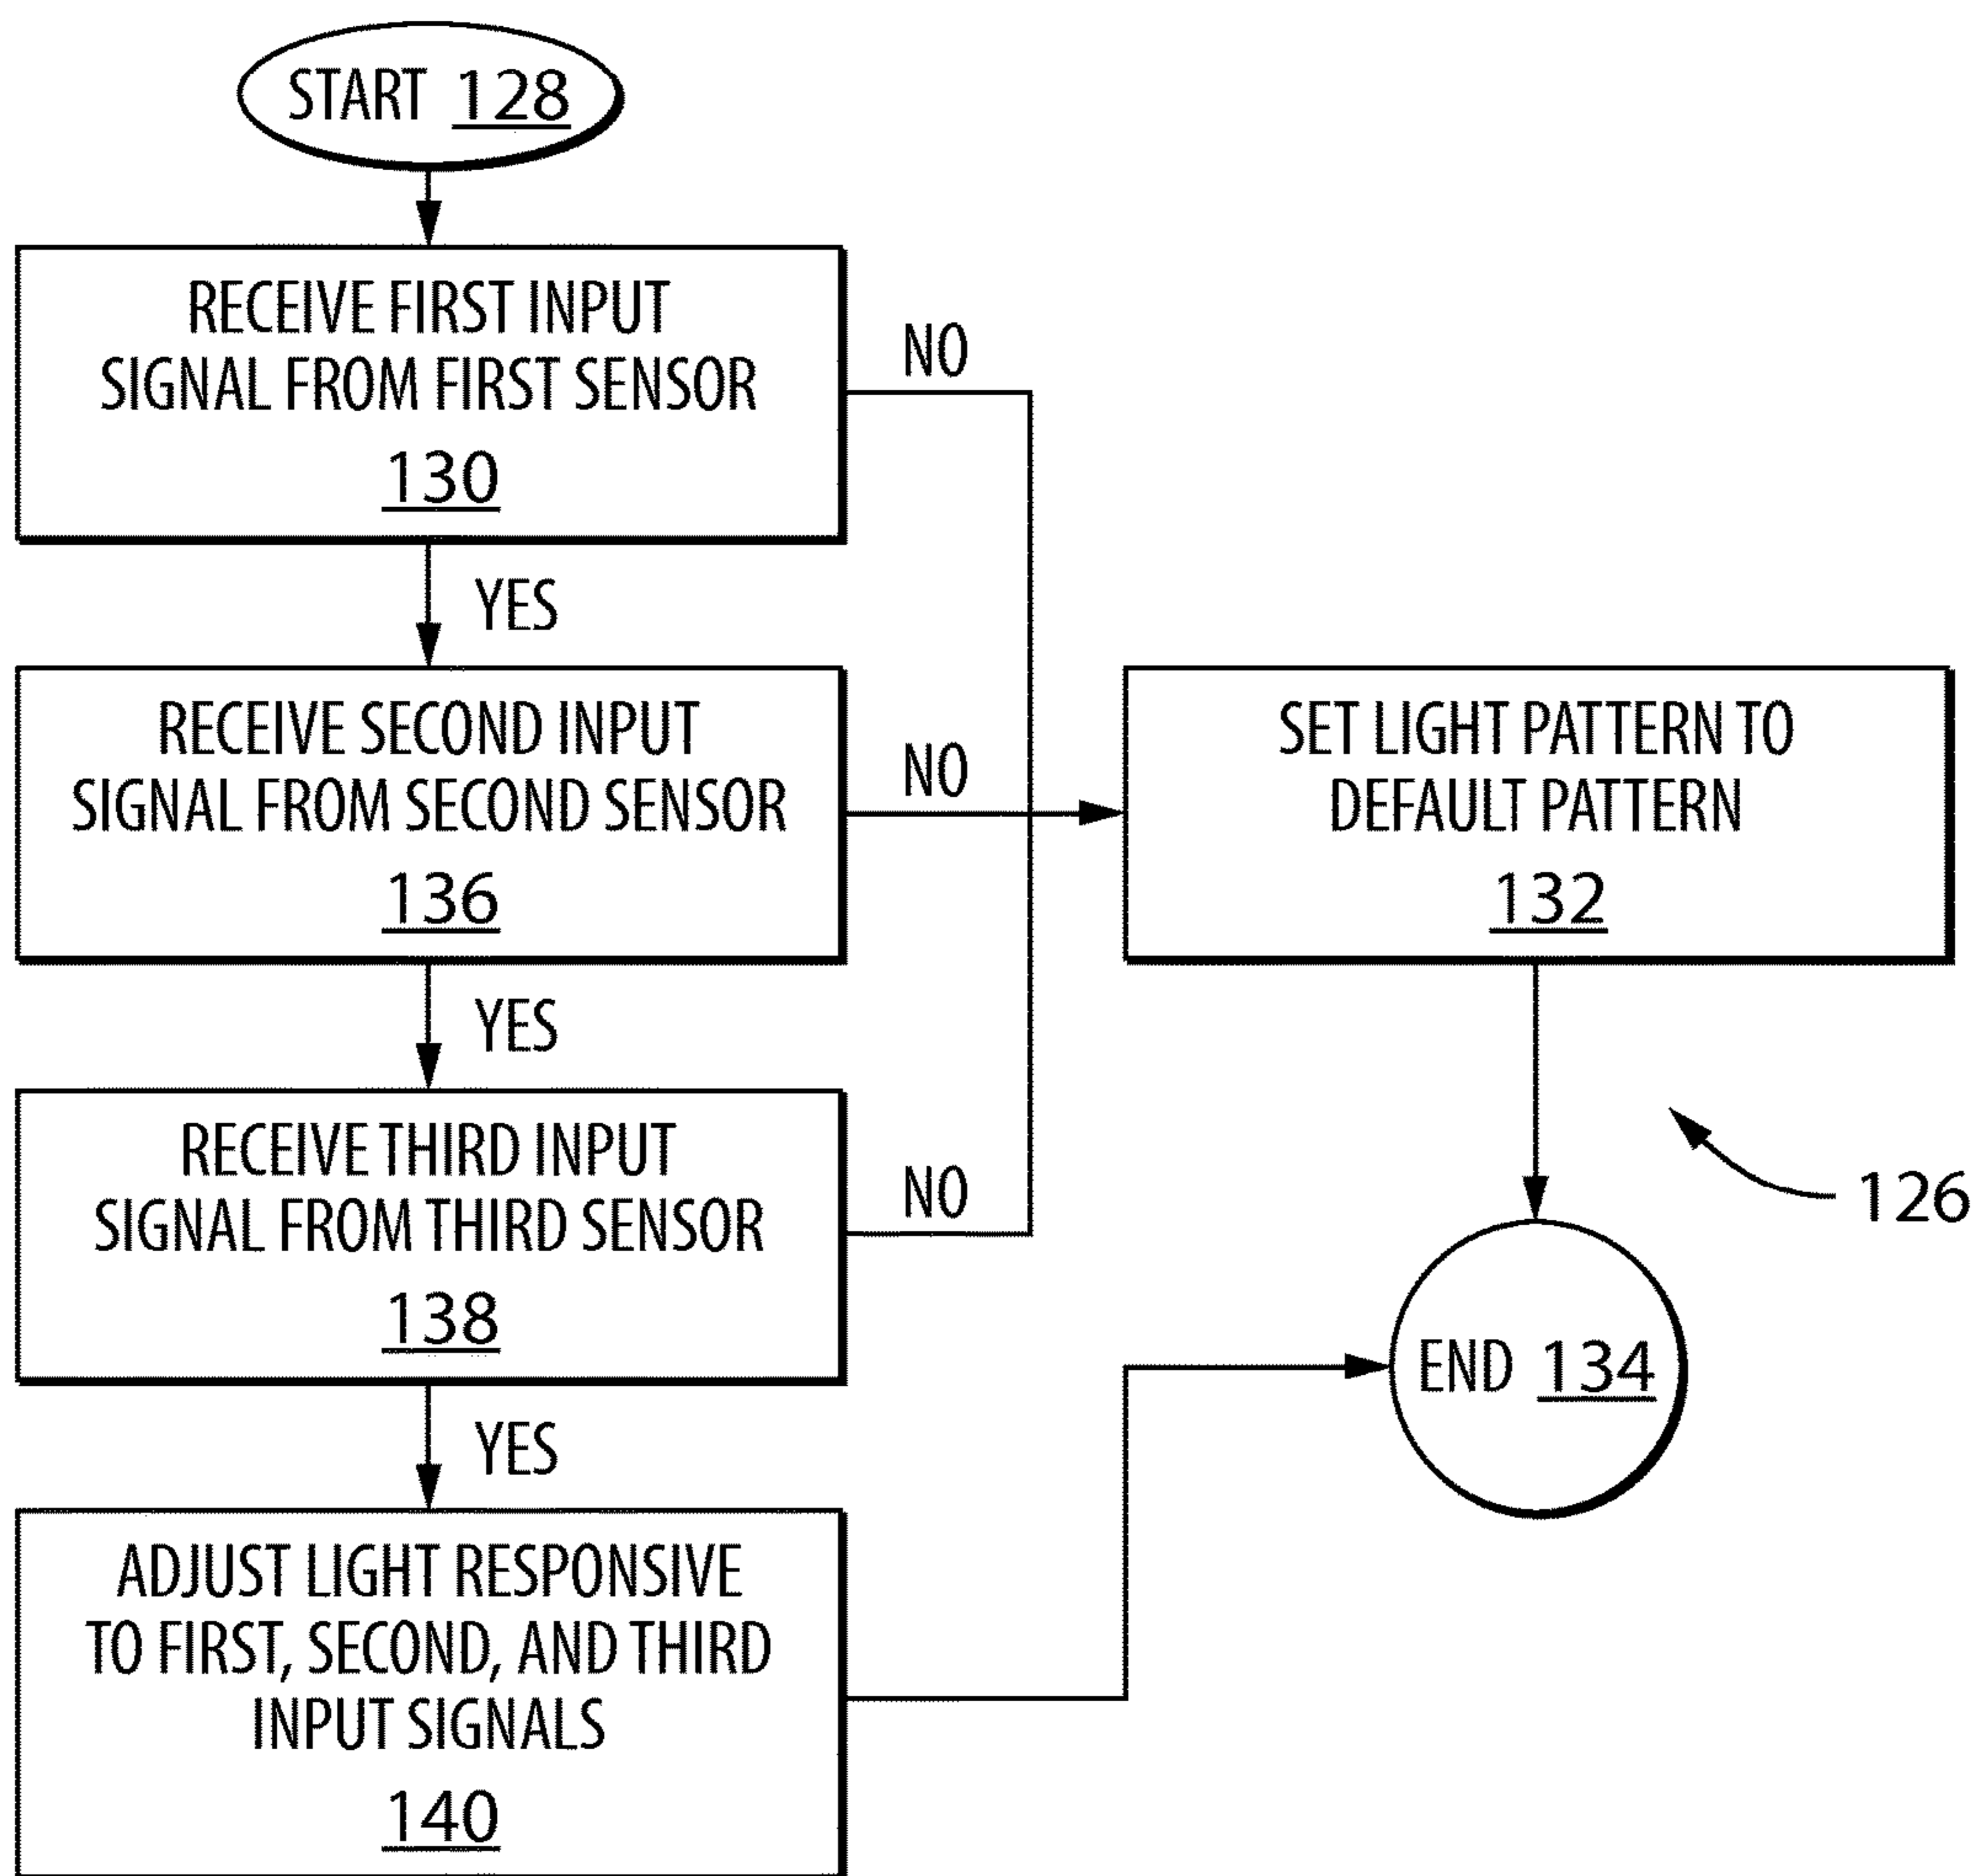 START 128
RECEIVE FIRST INPUT
SIGNAL FROM FIRST SENSOR
130
NO
YES
RECEIVE SECOND INPUT
SIGNAL FROM SECOND SENSOR
136
NO
SET LIGHT PATTERN TO
DEFAULT PATTERN
132
YES
RECEIVE THIRD INPUT
SIGNAL FROM THIRD SENSOR
138
NO
126
END 134
YES
ADJUST LIGHT RESPONSIVE
TO FIRST, SECOND, AND THIRD
INPUT SIGNALS
140